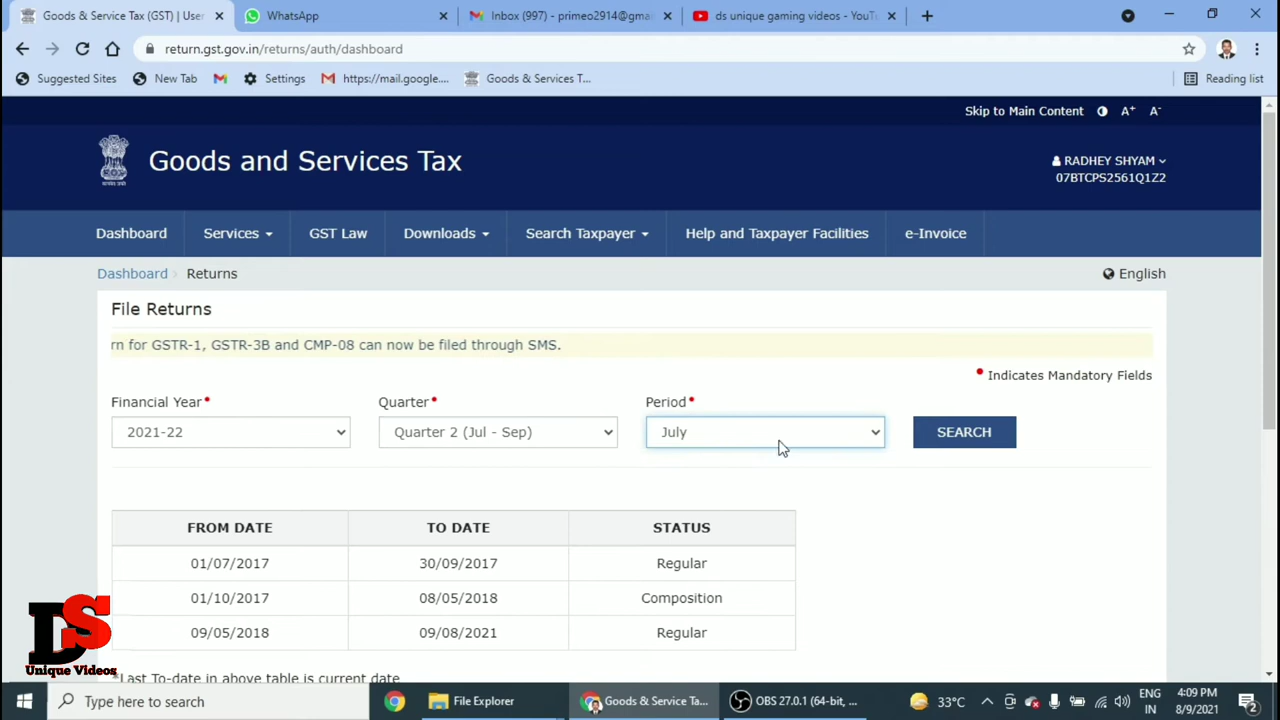 Goods & Service Tax (GST) | User
WhatsApp
Inbox (997) - primeo2914@gmai
ds unique gaming videos - YouTu
return.gst.gov.in/returns/auth/dashboard
Suggested Sites
New Tab
Settings
https://mail.google....
Goods & Services T...
Reading list
Skip to Main Content
A+
A-
Goods and Services Tax
RADHEY SHYAM
07BTCPS2561Q1Z2
Dashboard
Services
GST Law
Downloads
Search Taxpayer
Help and Taxpayer Facilities
e-Invoice
Dashboard
Returns
English
File Returns
rn for GSTR-1, GSTR-3B and CMP-08 can now be filed through SMS.
Indicates Mandatory Fields
Financial Year
Quarter
Period
2021-22
Quarter 2 (Jul - Sep)
July
SEARCH
FROM DATE TO DATE STATUS
01/07/2017 30/09/2017 Regular
01/10/2017 08/05/2018 Composition
09/05/2018 09/08/2021 Regular
*Last To-date in above table is current date
DS
Unique Videos
Type here to search
File Explorer
Goods & Service Ta...
OBS 27.0.1 (64-bit, ...
33°C
ENG
IN
4:09 PM
8/9/2021
2